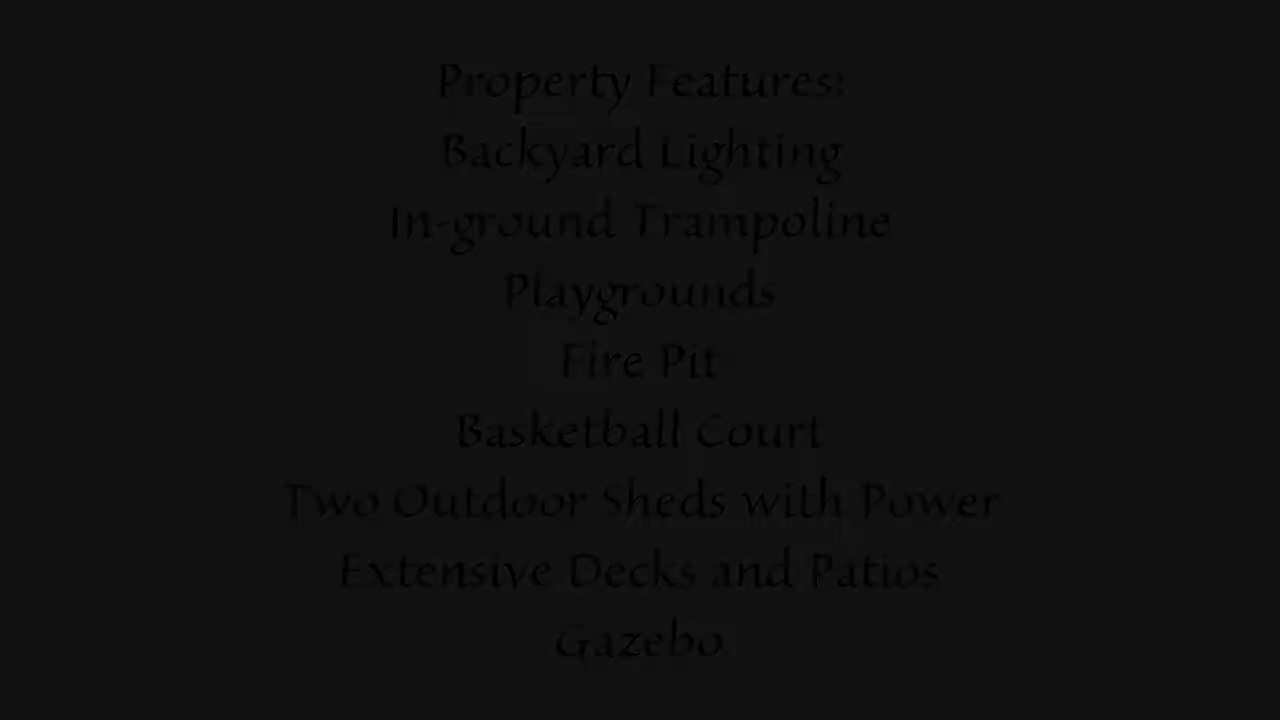 Property Features:
Backyard Lighting
In-ground Trampoline
Playgrounds
Fire Pit
Basketball Court
Two Outdoor Sheds with Power
Extensive Decks and Patios
Gazebo